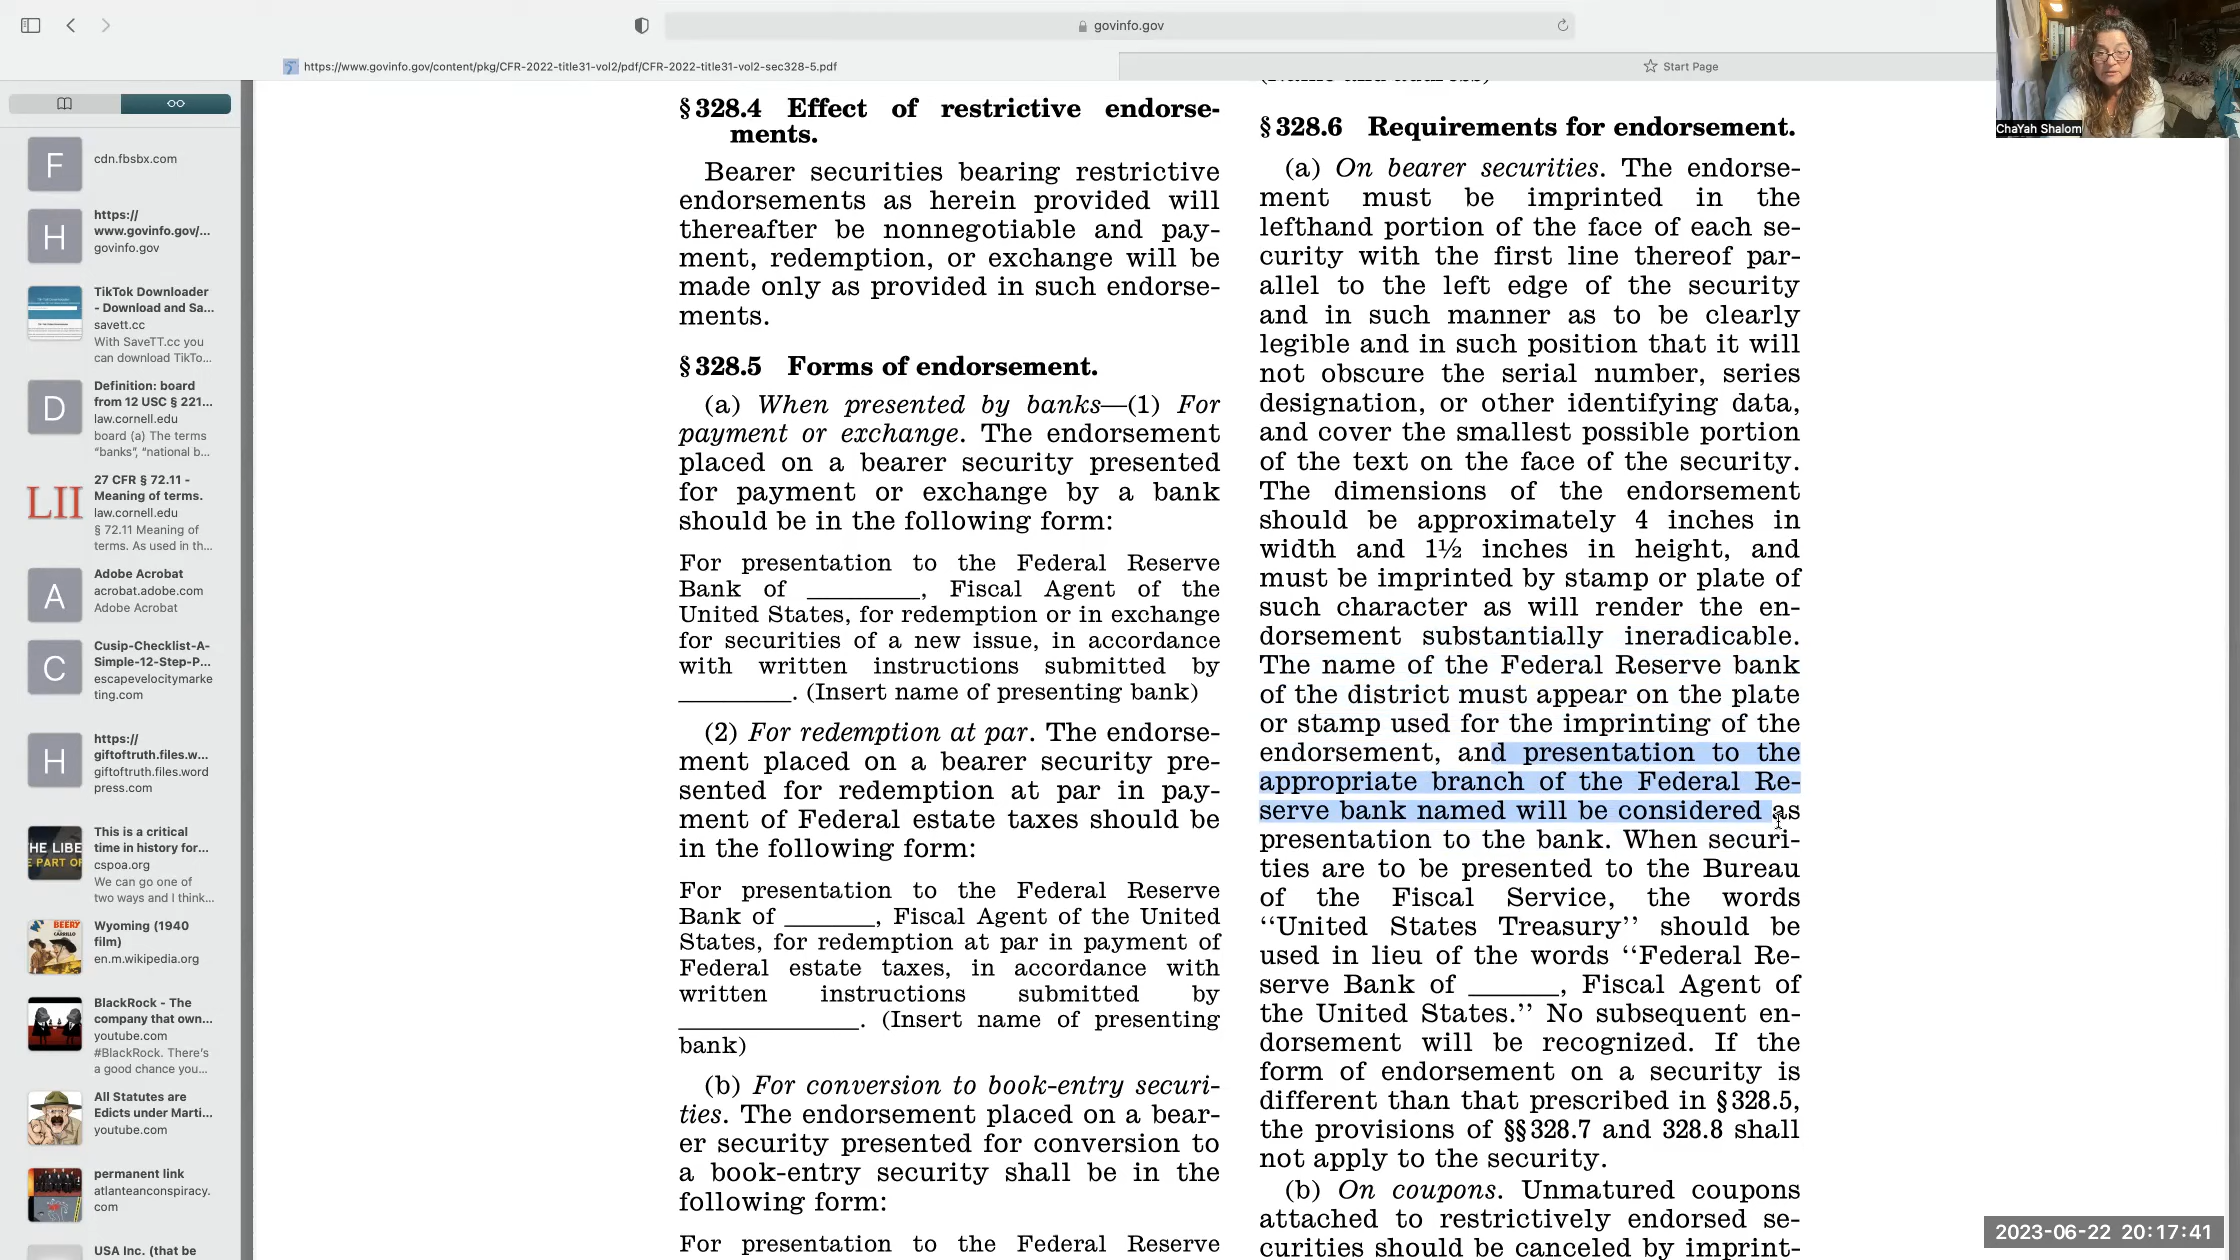 govinfo.gov
https://www.govinfo.gov/content/pkg/CFR-2022-title31-vol2/pdf/CFR-2022-title31-vol2-sec328-5.pdf
Start Page
ChaYah Shalom
F
cdn.fbsbx.com
H
https://
www.govinfo.gov/...
govinfo.gov
TikTok Downloader
- Download and Sa...
savett.cc
With SaveTT.cc you
can download TikTo...
D
Definition: board
from 12 USC § 221...
law.cornell.edu
board (a) The terms
“banks”, “national b...
LII
27 CFR § 72.11 -
Meaning of terms.
law.cornell.edu
§ 72.11 Meaning of
terms. As used in th...
A
Adobe Acrobat
acrobat.adobe.com
Adobe Acrobat
C
Cusip-Checklist-A-
Simple-12-Step-P...
escapevelocitymarke
ting.com
H
https://
giftoftruth.files.w...
giftoftruth.files.word
press.com
THE LIBE
E PART OF
This is a critical
time in history for...
cspoa.org
We can go one of
two ways and I think...
BEERY
Wyoming (1940
film)
en.m.wikipedia.org
BlackRock - The
company that own...
youtube.com
#BlackRock. There's
a good chance you...
All Statutes are
Edicts under Marti...
youtube.com
permanent link
atlanteanconspiracy.
com
USA Inc. (that be
§ 328.4 Effect of restrictive endorse-
ments.
Bearer securities bearing restrictive
endorsements as herein provided will
thereafter be nonnegotiable and pay-
ment, redemption, or exchange will be
made only as provided in such endorse-
ments.
§ 328.5 Forms of endorsement.
(a) When presented by banks—(1) For
payment or exchange. The endorsement
placed on a bearer security presented
for payment or exchange by a bank
should be in the following form:
For presentation to the Federal Reserve
Bank of ________, Fiscal Agent of the
United States, for redemption or in exchange
for securities of a new issue, in accordance
with written instructions submitted by
________. (Insert name of presenting bank)
(2) For redemption at par. The endorse-
ment placed on a bearer security pre-
sented for redemption at par in pay-
ment of Federal estate taxes should be
in the following form:
For presentation to the Federal Reserve
Bank of ______, Fiscal Agent of the United
States, for redemption at par in payment of
Federal estate taxes, in accordance with
written instructions submitted by
____________. (Insert name of presenting
bank)
(b) For conversion to book-entry securi-
ties. The endorsement placed on a bear-
er security presented for conversion to
a book-entry security shall be in the
following form:
For presentation to the Federal Reserve
§ 328.6 Requirements for endorsement.
(a) On bearer securities. The endorse-
ment must be imprinted in the
lefthand portion of the face of each se-
curity with the first line thereof par-
allel to the left edge of the security
and in such manner as to be clearly
legible and in such position that it will
not obscure the serial number, series
designation, or other identifying data,
and cover the smallest possible portion
of the text on the face of the security.
The dimensions of the endorsement
should be approximately 4 inches in
width and 1½ inches in height, and
must be imprinted by stamp or plate of
such character as will render the en-
dorsement substantially ineradicable.
The name of the Federal Reserve bank
of the district must appear on the plate
or stamp used for the imprinting of the
endorsement, and presentation to the
appropriate branch of the Federal Re-
serve bank named will be considered as
presentation to the bank. When securi-
ties are to be presented to the Bureau
of the Fiscal Service, the words
‘‘United States Treasury’’ should be
used in lieu of the words ‘‘Federal Re-
serve Bank of ______, Fiscal Agent of
the United States.’’ No subsequent en-
dorsement will be recognized. If the
form of endorsement on a security is
different than that prescribed in § 328.5,
the provisions of §§ 328.7 and 328.8 shall
not apply to the security.
(b) On coupons. Unmatured coupons
attached to restrictively endorsed se-
curities should be canceled by imprint-
2023-06-22 20:17:41